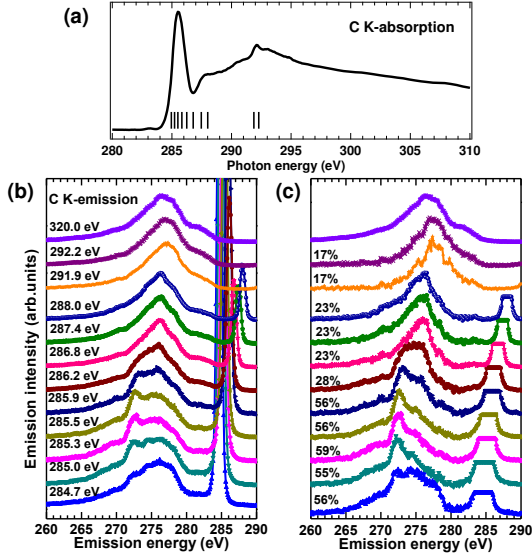 (a)
C K-absorption
280 285 290 295 300 305 310
Photon energy (eV)
(b)
C K-emission
320.0 eV
292.2 eV
291.9 eV
288.0 eV
287.4 eV
286.8 eV
286.2 eV
285.9 eV
285.5 eV
285.3 eV
285.0 eV
284.7 eV
Emission intensity (arb.units)
260 265 270 275 280 285 290
Emission energy (eV)
(c)
17%
17%
23%
23%
23%
28%
56%
56%
59%
55%
56%
260 265 270 275 280 285 290
Emission energy (eV)